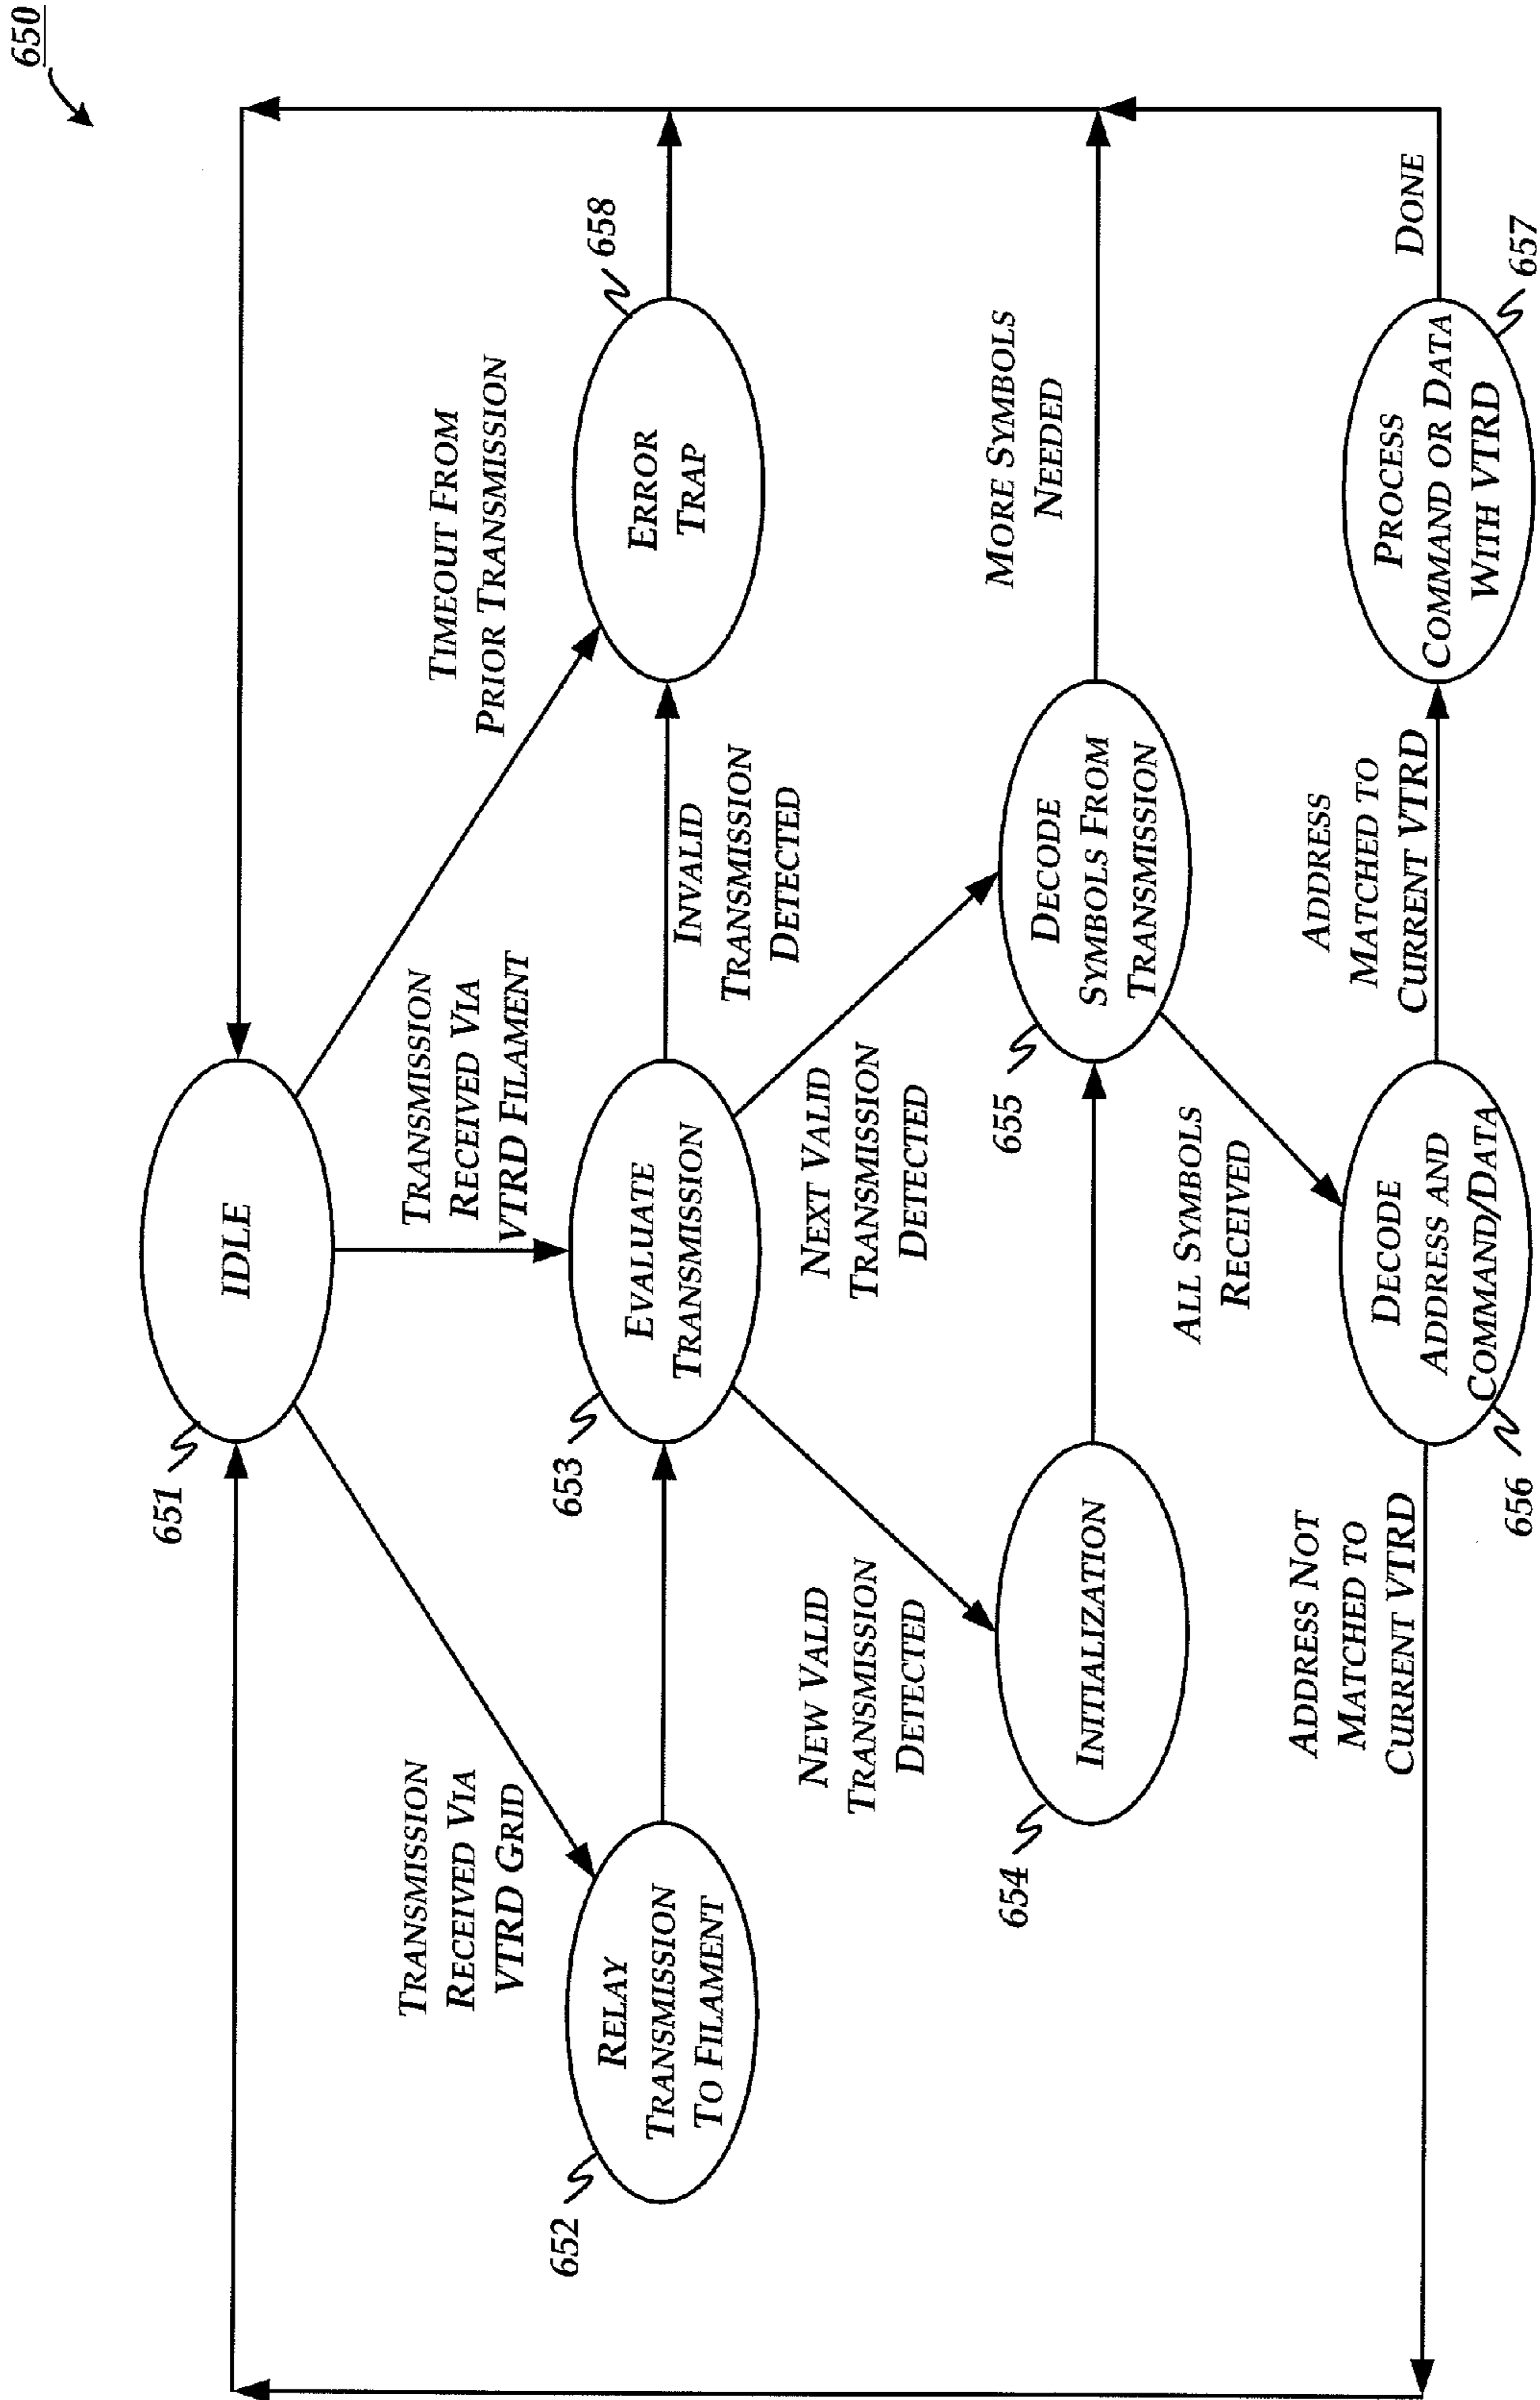 650
IDLE
651
TRANSMISSION
RECEIVED VIA
VTRD GRID
TRANSMISSION
RECEIVED VIA
VTRD FILAMENT
TIMEOUT FROM
PRIOR TRANSMISSION
652
RELAY
TRANSMISSION
TO FILAMENT
653
EVALUATE
TRANSMISSION
INVALID
TRANSMISSION
DETECTED
ERROR
TRAP
658
NEW VALID
TRANSMISSION
DETECTED
NEXT VALID
TRANSMISSION
DETECTED
654
INITIALIZATION
655
DECODE
SYMBOLS FROM
TRANSMISSION
MORE SYMBOLS
NEEDED
ALL SYMBOLS
RECEIVED
ADDRESS NOT
MATCHED TO
CURRENT VTRD
656
DECODE
ADDRESS AND
COMMAND/DATA
ADDRESS
MATCHED TO
CURRENT VTRD
PROCESS
COMMAND OR DATA
WITH VTRD
657
DONE